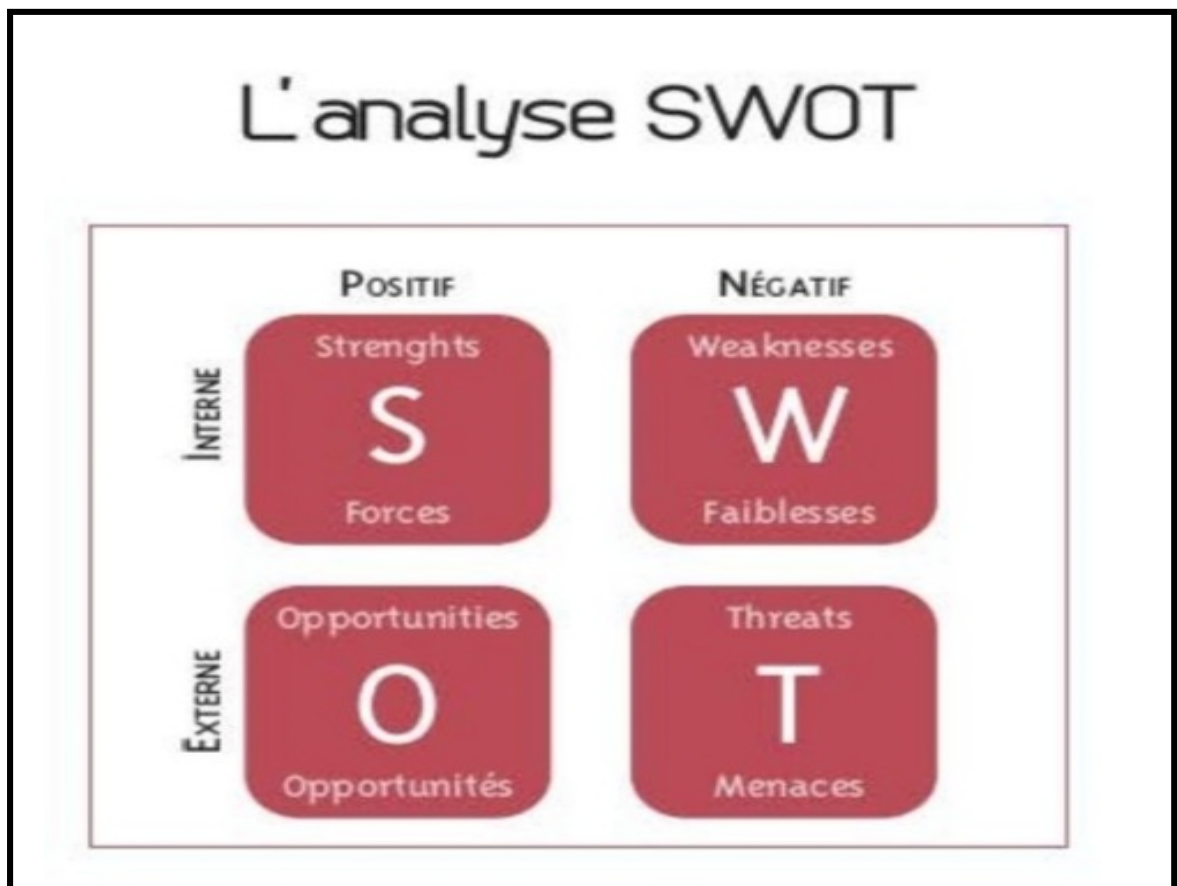 L'analyse SWOT
POSITIF NÉGATIF
INTERNE
Strenghts
S
Forces
Weaknesses
W
Faiblesses
EXTERNE
Opportunities
O
Opportunités
Threats
T
Menaces